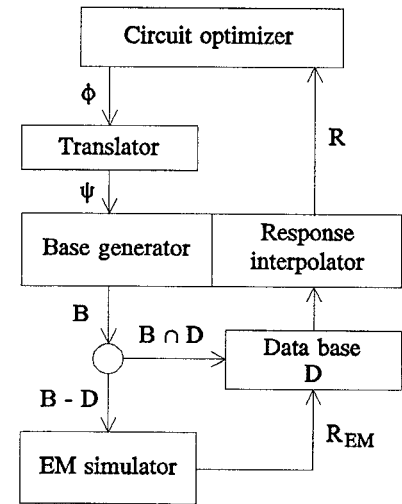 Circuit optimizer
ϕ
R
Translator
ψ
Base generator
Response
interpolator
B
B ∩ D
Data base
D
B - D
R_EM
EM simulator